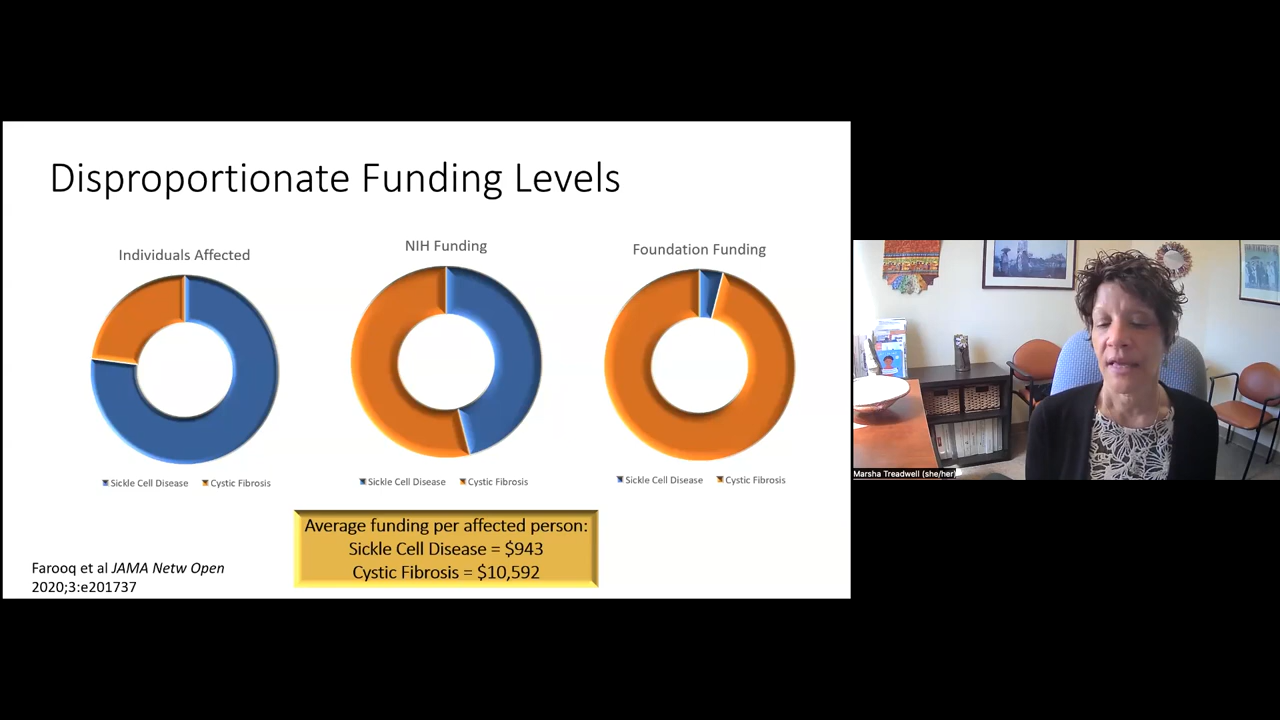 Disproportionate Funding Levels
Individuals Affected
NIH Funding
Foundation Funding
Sickle Cell Disease Cystic Fibrosis
Sickle Cell Disease Cystic Fibrosis
Sickle Cell Disease Cystic Fibrosis
Average funding per affected person:
Sickle Cell Disease = $943
Cystic Fibrosis = $10,592
Farooq et al JAMA Netw Open
2020;3:e201737
Marsha Treadwell (she/her)